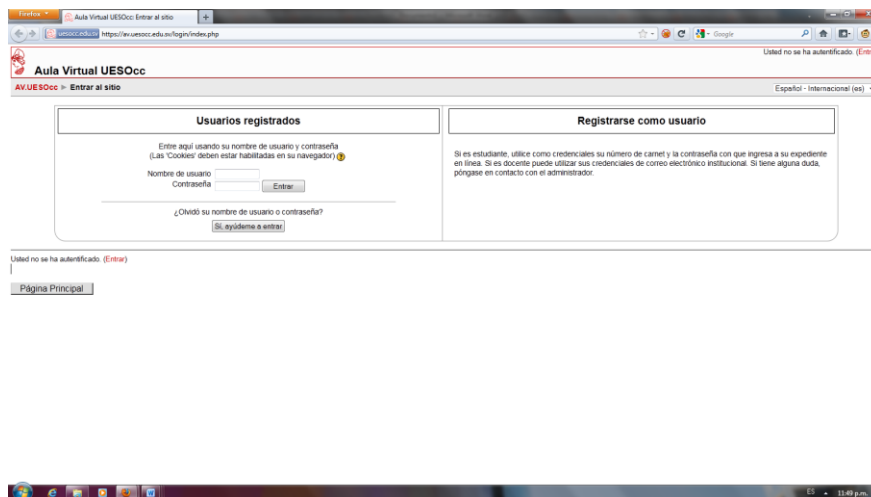 Firefox
Aula Virtual UESOcc: Entrar al sitio
uesocc.edu.sv https://av.uesocc.edu.sv/login/index.php
Google
Usted no se ha autentificado. (Entr
Aula Virtual UESOcc
AV.UESOcc ► Entrar al sitio
Español - Internacional (es)
Usuarios registrados
Entre aquí usando su nombre de usuario y contraseña
(Las 'Cookies' deben estar habilitadas en su navegador) ?
Nombre de usuario
Contraseña Entrar
¿Olvidó su nombre de usuario o contraseña?
Sí, ayúdeme a entrar
Registrarse como usuario
Si es estudiante, utilice como credenciales su número de carnet y la contraseña con que ingresa a su expediente
en línea. Si es docente puede utilizar sus credenciales de correo electrónico institucional. Si tiene alguna duda,
póngase en contacto con el administrador.
Usted no se ha autentificado. (Entrar)
Página Principal
ES 11:49 p.m.